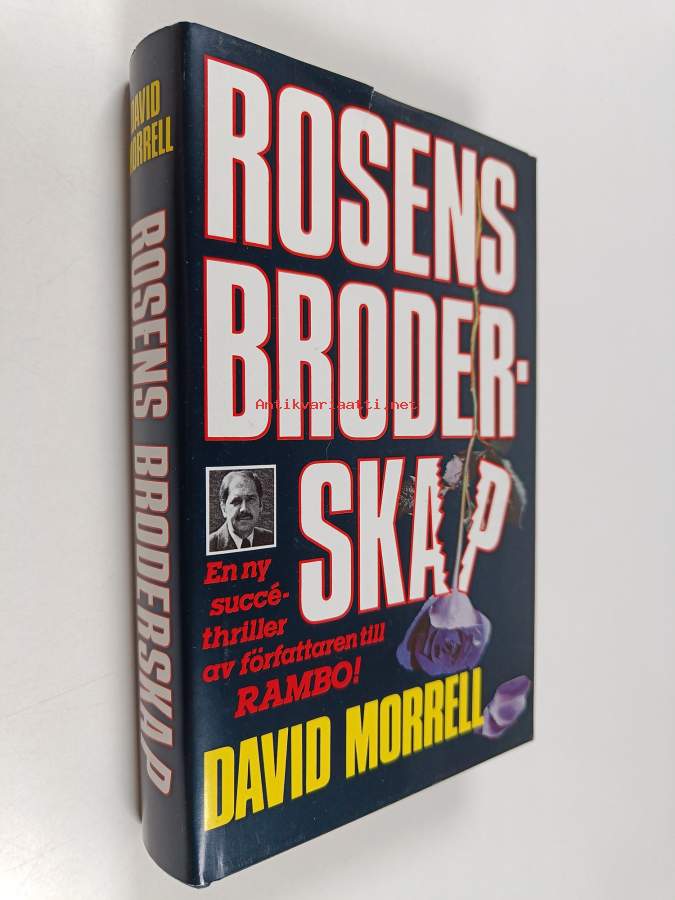 DAVID
MORRELL
ROSENS BRODERSKAP
ROSENS
BRODER-
SKAP
Antikvariaatti.net
En ny
succé-
thriller
av författaren till
RAMBO!
DAVID MORRELL